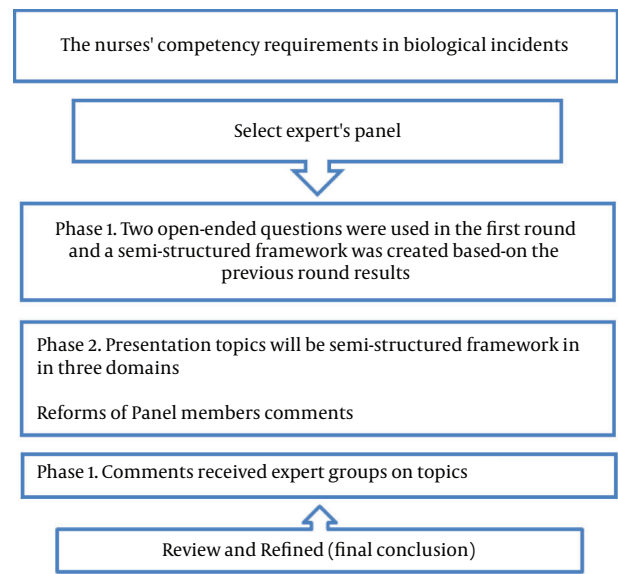 The nurses' competency requirements in biological incidents
Select expert's panel
Phase 1. Two open-ended questions were used in the first round
and a semi-structured framework was created based-on the
previous round results
Phase 2. Presentation topics will be semi-structured framework in
in three domains
Reforms of Panel members comments
Phase 1. Comments received expert groups on topics
Review and Refined (final conclusion)